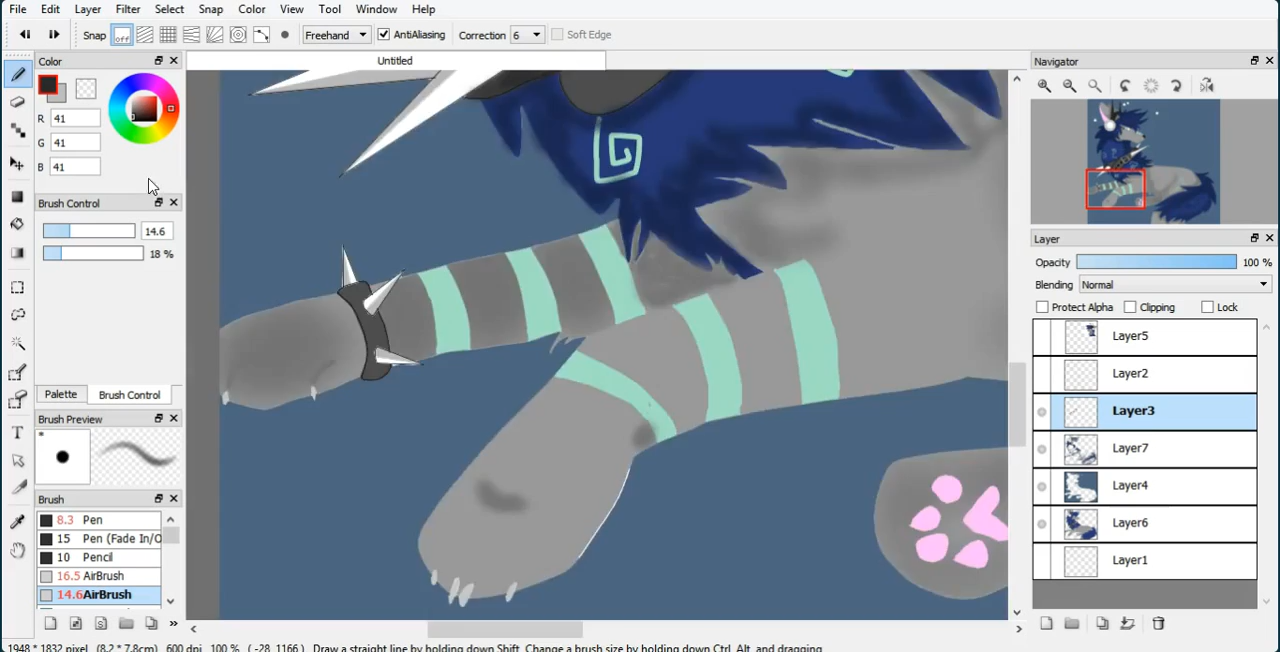 File Edit Layer Filter Select Snap Color View Tool Window Help
Snap off Freehand AntiAliasing Correction 6 Soft Edge
Color
R 41
G 41
B 41
Brush Control
14.6
18 %
Palette Brush Control
Brush Preview
Brush
8.3 Pen
15 Pen (Fade In/O
10 Pencil
16.5 AirBrush
14.6 AirBrush
Untitled
Navigator
Layer
Opacity 100 %
Blending Normal
Protect Alpha Clipping Lock
Layer5
Layer2
Layer3
Layer7
Layer4
Layer6
Layer1
1948 * 1832 pixel (8.2 * 7.8cm) 600 dpi 100 % ( -28, 1166 ) Draw a straight line by holding down Shift, Change a brush size by holding down Ctrl, Alt, and dragging